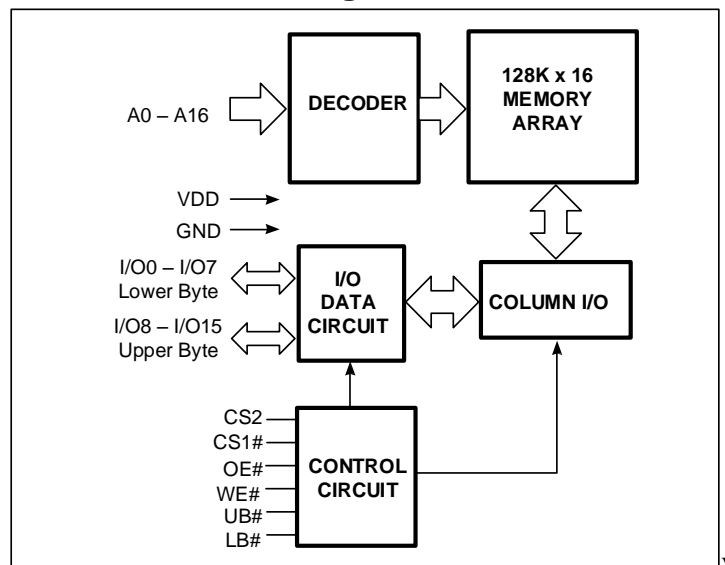 DECODER
128K x 16
MEMORY
ARRAY
A0 – A16
VDD
GND
I/O0 – I/O7
Lower Byte
I/O8 – I/O15
Upper Byte
I/O
DATA
CIRCUIT
COLUMN I/O
CS2
CS1#
OE#
WE#
UB#
LB#
CONTROL
CIRCUIT